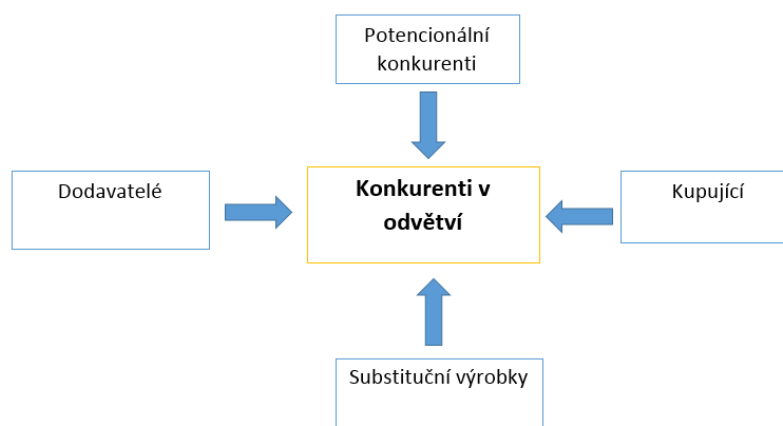 Potencionální
konkurenti
Dodavatelé
Konkurenti v
odvětví
Kupující
Substituční výrobky